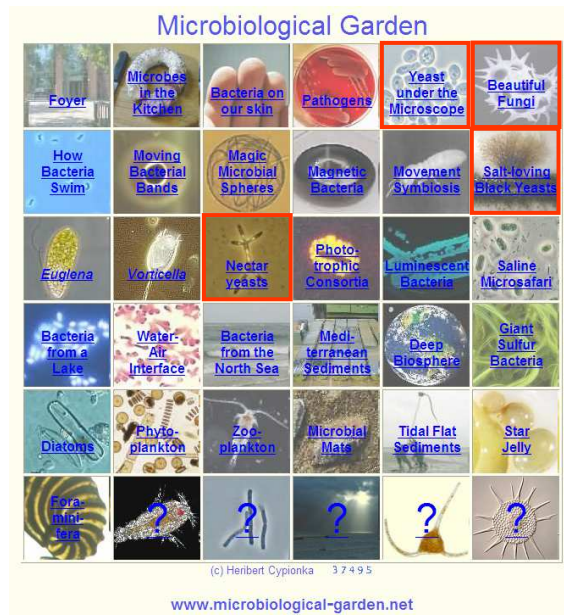 Microbiological Garden
Foyer
Microbes
in the
Kitchen
Bacteria on
our skin
Pathogens
Yeast
under the
Microscope
Beautiful
Fungi
How
Bacteria
Swim
Moving
Bacterial
Bands
Magic
Microbial
Spheres
Magnetic
Bacteria
Movement
Symbiosis
Salt-loving
Black Yeasts
Euglena
Vorticella
Nectar
yeasts
Photo-
trophic
Consortia
Luminescent
Bacteria
Saline
Microsafari
Bacteria
from a
Lake
Water-
Air
Interface
Bacteria
from the
North Sea
Medi-
terranean
Sediments
Deep
Biosphere
Giant
Sulfur
Bacteria
Diatoms
Phyto-
plankton
Zoo-
plankton
Microbial
Mats
Tidal Flat
Sediments
Star
Jelly
Fora-
mini-
fera
?
?
?
?
?
(c) Heribert Cypionka 37495
www.microbiological-garden.net